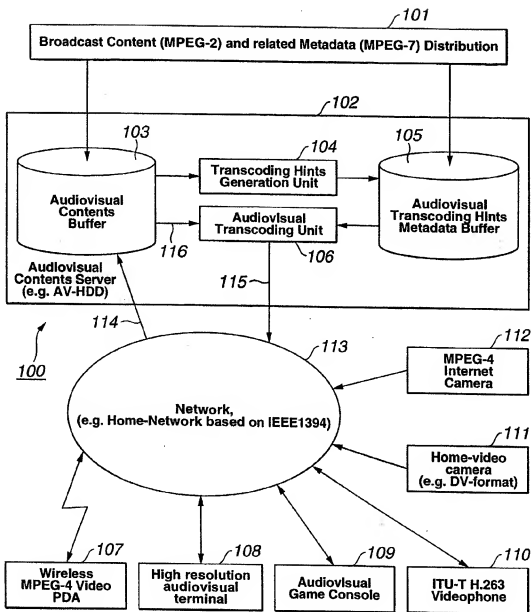 101
Broadcast Content (MPEG-2) and related Metadata (MPEG-7) Distribution
102
103
104
105
Transcoding Hints
Generation Unit
Audiovisual
Contents
Buffer
Audiovisual
Transcoding Unit
Audiovisual
Transcoding Hints
Metadata Buffer
116
106
Audiovisual
Contents Server
(e.g. AV-HDD)
115
114
100
113
112
MPEG-4
Internet
Camera
Network,
(e.g. Home-Network based on IEEE1394)
111
Home-video
camera
(e.g. DV-format)
107
108
109
110
Wireless
MPEG-4 Video
PDA
High resolution
audiovisual
terminal
Audiovisual
Game Console
ITU-T H.263
Videophone